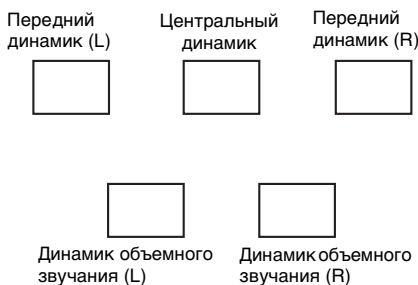 Передний
динамик (L)
Центральный
динамик
Передний
динамик (R)
Динамик объемного
звучания (L)
Динамик объемного
звучания (R)